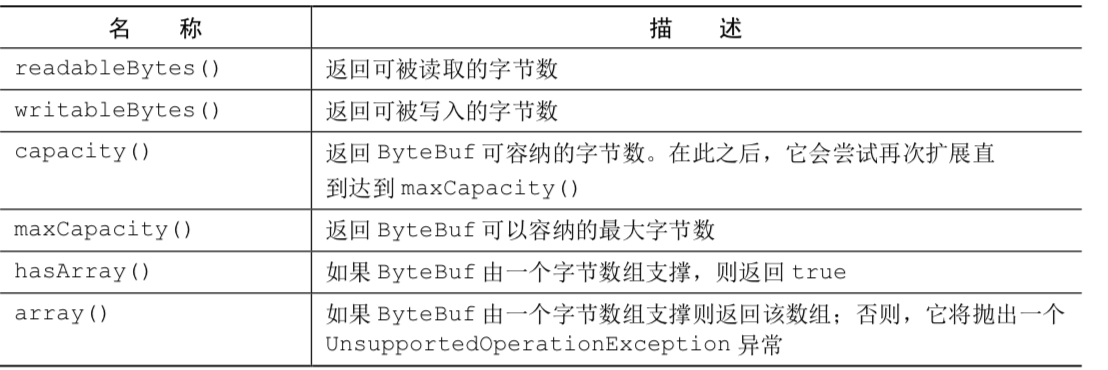 名 称 描 述
readableBytes() 返回可被读取的字节数
writableBytes() 返回可被写入的字节数
capacity() 返回 ByteBuf 可容纳的字节数。在此之后，它会尝试再次扩展直
到达到 maxCapacity()
maxCapacity() 返回 ByteBuf 可以容纳的最大字节数
hasArray() 如果 ByteBuf 由一个字节数组支撑，则返回 true
array() 如果 ByteBuf 由一个字节数组支撑则返回该数组；否则，它将抛出一个
UnsupportedOperationException 异常